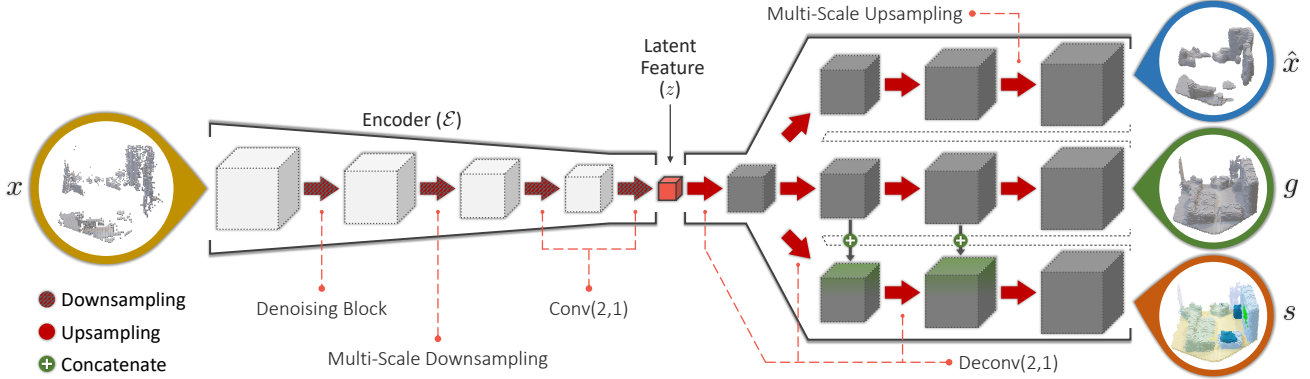 Multi-Scale Upsampling
Latent
Feature
(z)
Encoder (ℰ)
x
x̂
g
s
Downsampling
Upsampling
Concatenate
Denoising Block
Conv(2,1)
Multi-Scale Downsampling
Deconv(2,1)